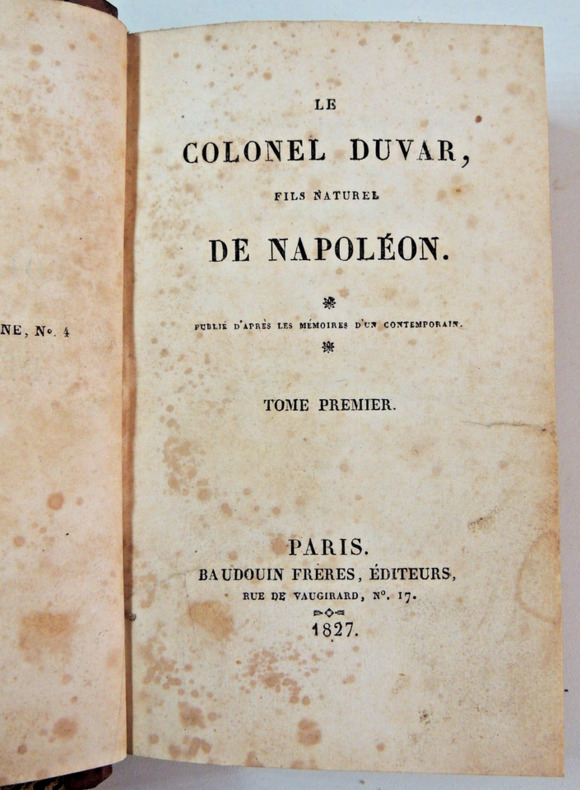 NE, No. 4
LE
COLONEL DUVAR,
FILS NATUREL
DE NAPOLÉON.
PUBLIÉ D'APRÈS LES MÉMOIRES D'UN CONTEMPORAIN.
TOME PREMIER.
PARIS.
BAUDOUIN FRÈRES, ÉDITEURS,
RUE DE VAUGIRARD, N°. 17.
1827.